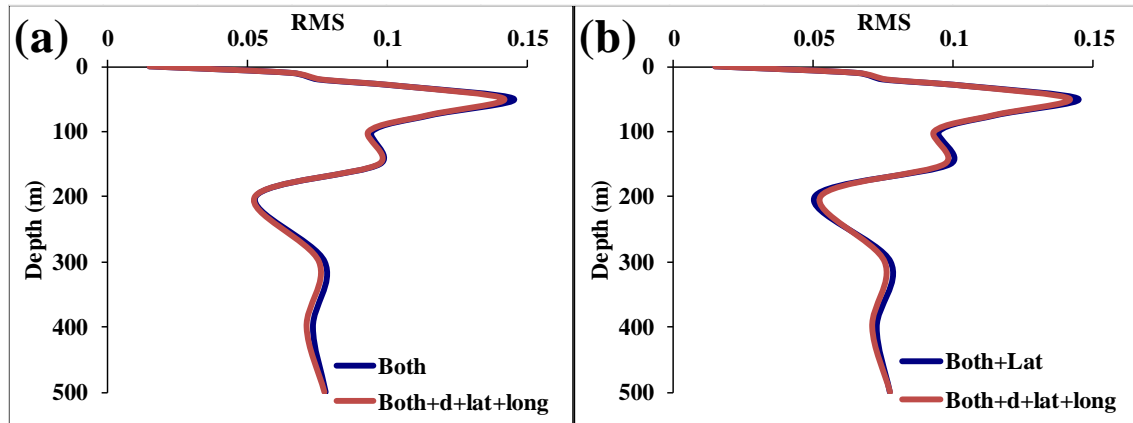 (a)
RMS
0 0.05 0.1 0.15
0
100
200
300
400
500
Depth (m)
Both
Both+d+lat+long
(b)
RMS
0 0.05 0.1 0.15
0
100
200
300
400
500
Depth (m)
Both+Lat
Both+d+lat+long